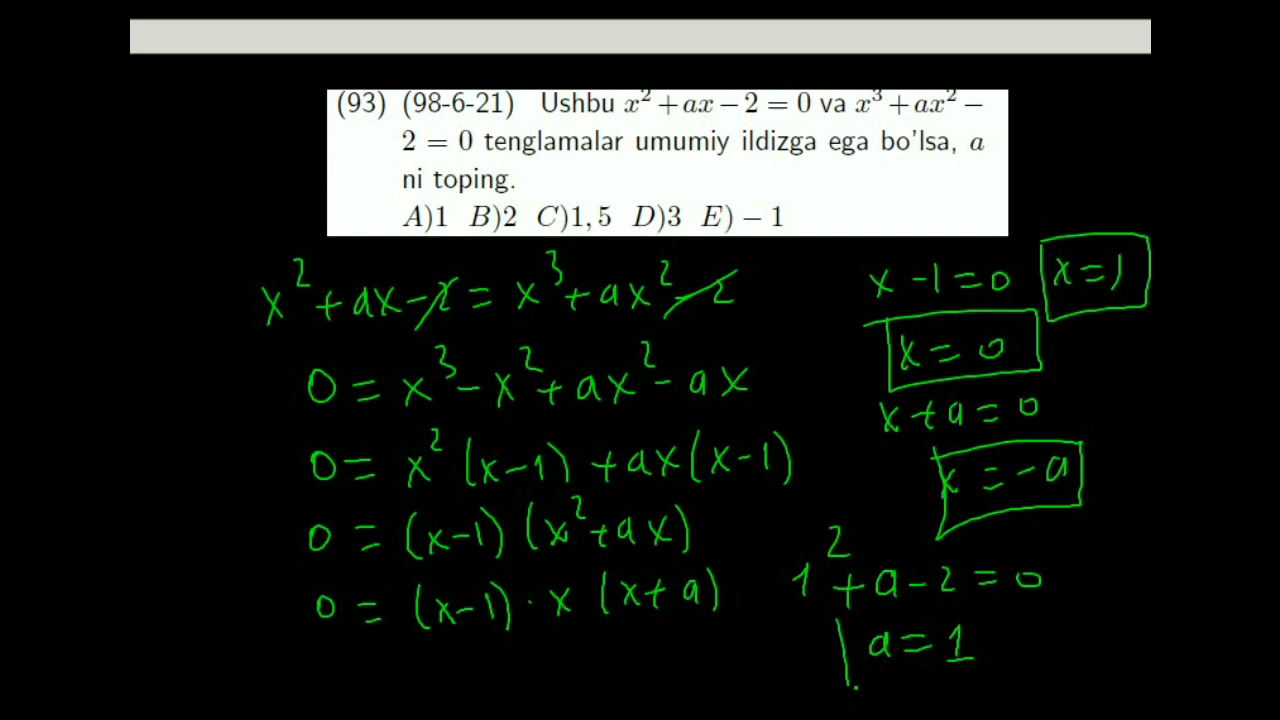 (93) (98-6-21) Ushbu x² + ax − 2 = 0 va x³ + ax² −
2 = 0 tenglamalar umumiy ildizga ega bo'lsa, a
ni toping.
A)1 B)2 C)1,5 D)3 E) − 1
x² + ax − 2 = x³ + ax² − 2
0 = x³ − x² + ax² − ax
0 = x² (x−1) + ax(x−1)
0 = (x−1) (x² + ax)
0 = (x−1) · x (x+a)
x − 1 = 0 x = 1
x = 0
x + a = 0
x = −a
1² + a − 2 = 0
a = 1